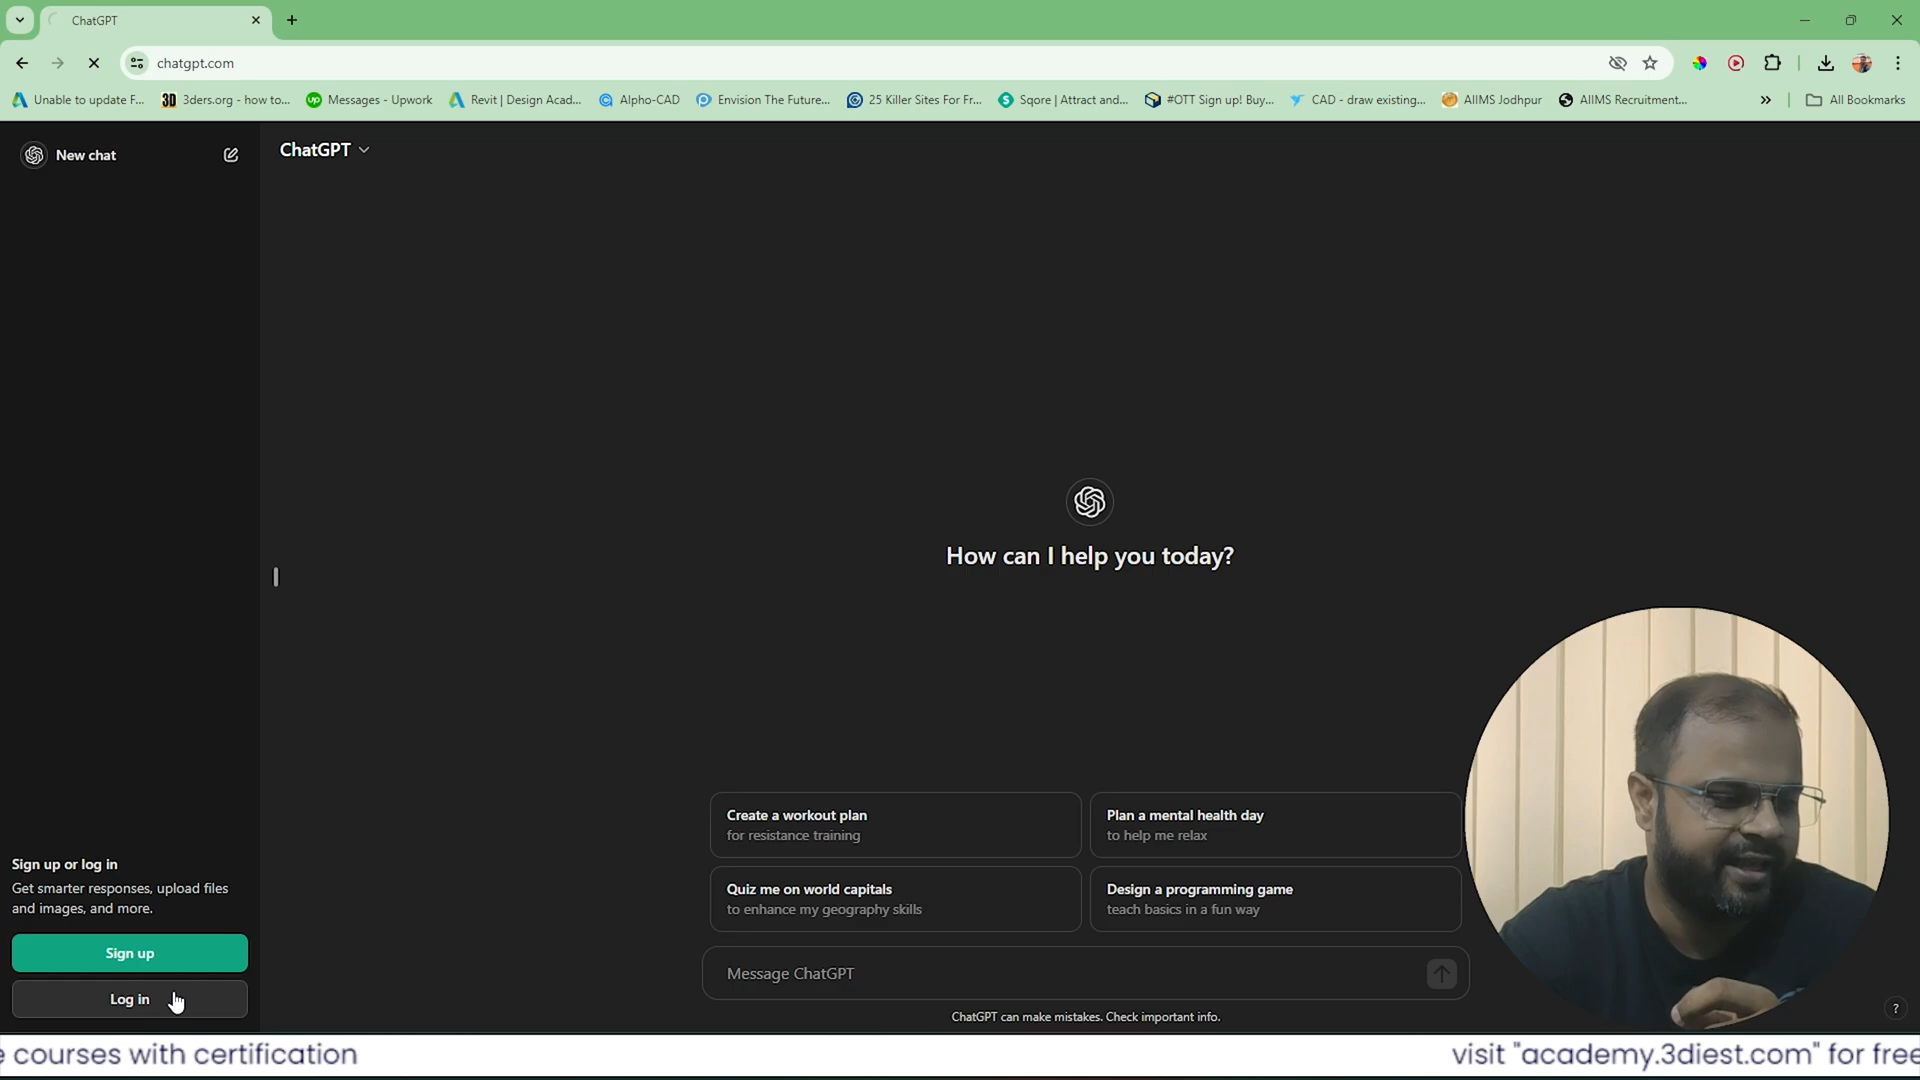 ChatGPT
chatgpt.com
Unable to update F...
3ders.org - how to...
Messages - Upwork
Revit | Design Acad...
Alpho-CAD
Envision The Future...
25 Killer Sites For Fr...
Sqore | Attract and...
#OTT Sign up! Buy...
CAD - draw existing...
AIIMS Jodhpur
AIIMS Recruitment...
All Bookmarks
New chat
ChatGPT
How can I help you today?
Create a workout plan
for resistance training
Plan a mental health day
to help me relax
Quiz me on world capitals
to enhance my geography skills
Design a programming game
teach basics in a fun way
Sign up or log in
Get smarter responses, upload files
and images, and more.
Sign up
Log in
Message ChatGPT
ChatGPT can make mistakes. Check important info.
?
e courses with certification
visit "academy.3diest.com" for free